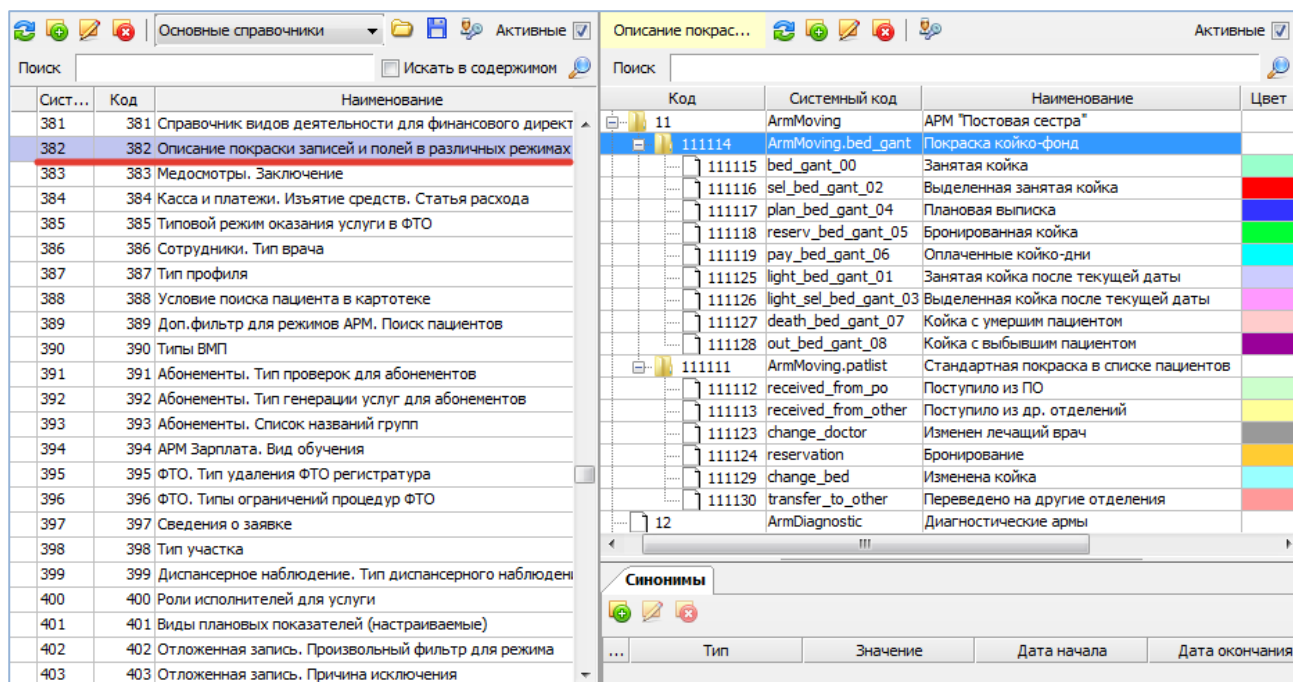 Основные справочники Активные
Поиск Искать в содержимом
Сист... Код Наименование
381 381 Справочник видов деятельности для финансового директ
382 382 Описание покраски записей и полей в различных режимах
383 383 Медосмотры. Заключение
384 384 Касса и платежи. Изъятие средств. Статья расхода
385 385 Типовой режим оказания услуги в ФТО
386 386 Сотрудники. Тип врача
387 387 Тип профиля
388 388 Условие поиска пациента в картотеке
389 389 Доп.фильтр для режимов АРМ. Поиск пациентов
390 390 Типы ВМП
391 391 Абонементы. Тип проверок для абонементов
392 392 Абонементы. Тип генерации услуг для абонементов
393 393 Абонементы. Список названий групп
394 394 АРМ Зарплата. Вид обучения
395 395 ФТО. Тип удаления ФТО регистратура
396 396 ФТО. Типы ограничений процедур ФТО
397 397 Сведения о заявке
398 398 Тип участка
399 399 Диспансерное наблюдение. Тип диспансерного наблюден
400 400 Роли исполнителей для услуги
401 401 Виды плановых показателей (настраиваемые)
402 402 Отложенная запись. Произвольный фильтр для режима
403 403 Отложенная запись. Причина исключения
Описание покрас... Активные
Поиск
Код Системный код Наименование Цвет
11 ArmMoving АРМ "Постовая сестра"
111114 ArmMoving.bed_gant Покраска койко-фонд
111115 bed_gant_00 Занятая койка
111116 sel_bed_gant_02 Выделенная занятая койка
111117 plan_bed_gant_04 Плановая выписка
111118 reserv_bed_gant_05 Бронированная койка
111119 pay_bed_gant_06 Оплаченные койко-дни
111125 light_bed_gant_01 Занятая койка после текущей даты
111126 light_sel_bed_gant_03 Выделенная койка после текущей даты
111127 death_bed_gant_07 Койка с умершим пациентом
111128 out_bed_gant_08 Койка с выбывшим пациентом
111111 ArmMoving.patlist Стандартная покраска в списке пациентов
111112 received_from_po Поступило из ПО
111113 received_from_other Поступило из др. отделений
111123 change_doctor Изменен лечащий врач
111124 reservation Бронирование
111129 change_bed Изменена койка
111130 transfer_to_other Переведено на другие отделения
12 ArmDiagnostic Диагностические армы
Синонимы
... Тип Значение Дата начала Дата окончания